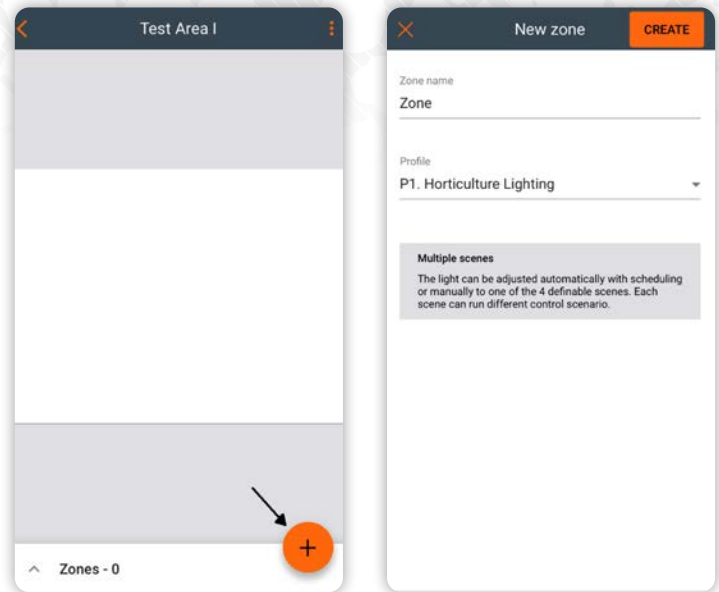 Test Area I
Zones - 0
New zone
CREATE
Zone name
Zone
Profile
P1. Horticulture Lighting
Multiple scenes
The light can be adjusted automatically with scheduling
or manually to one of the 4 definable scenes. Each
scene can run different control scenario.